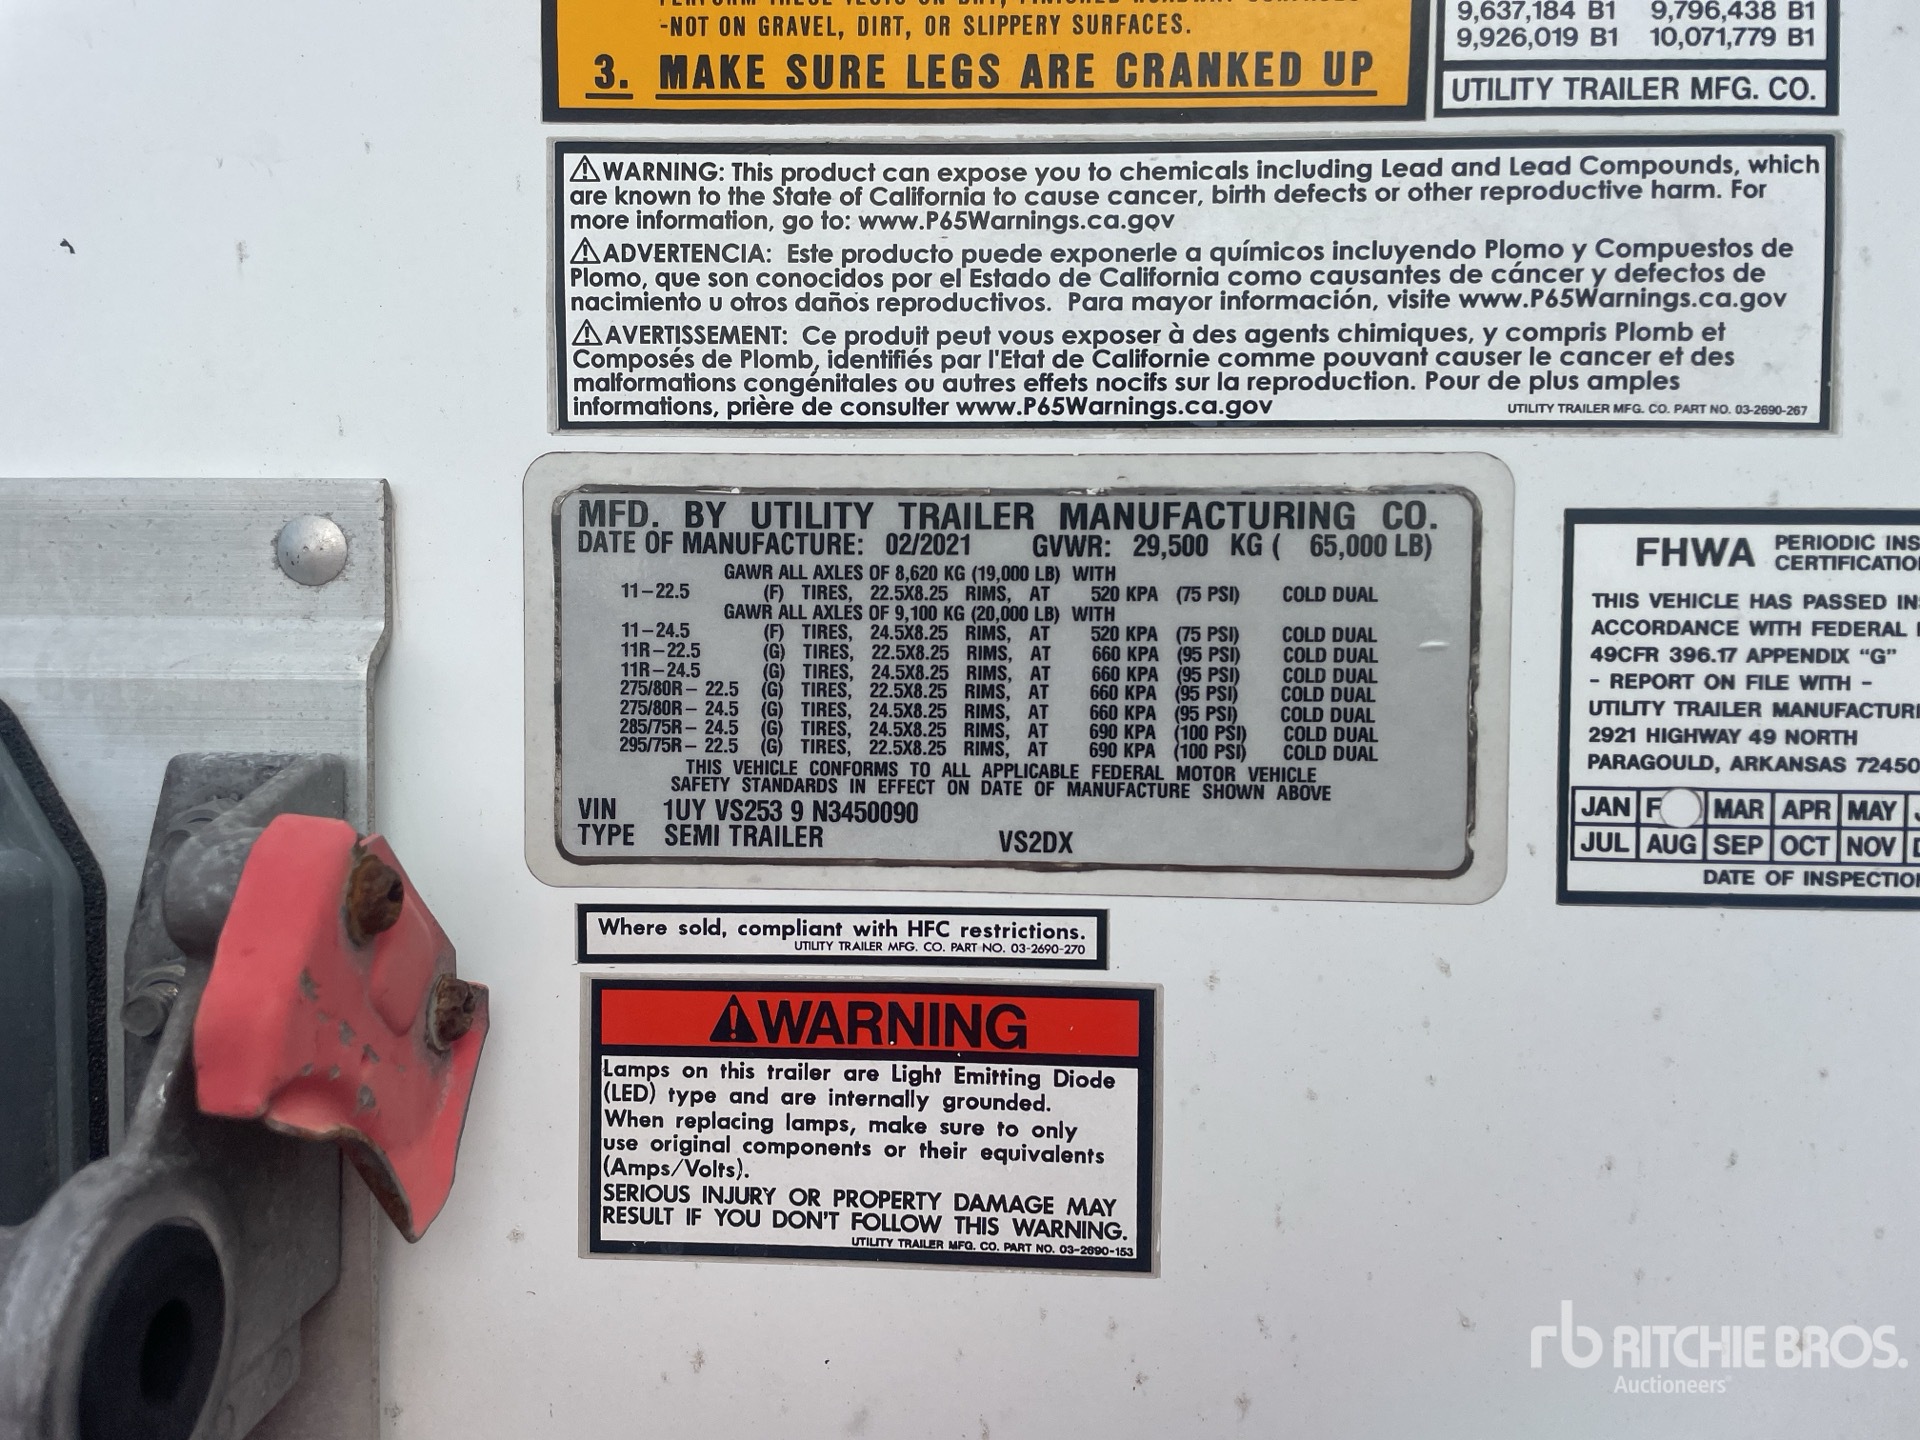 -NOT ON GRAVEL, DIRT, OR SLIPPERY SURFACES.
3. MAKE SURE LEGS ARE CRANKED UP
9,637,184 B1 9,796,438 B1
9,926,019 B1 10,071,779 B1
UTILITY TRAILER MFG. CO.
⚠WARNING: This product can expose you to chemicals including Lead and Lead Compounds, which
are known to the State of California to cause cancer, birth defects or other reproductive harm. For
more information, go to: www.P65Warnings.ca.gov
⚠ADVERTENCIA: Este producto puede exponerle a químicos incluyendo Plomo y Compuestos de
Plomo, que son conocidos por el Estado de California como causantes de cáncer y defectos de
nacimiento u otros daños reproductivos. Para mayor información, visite www.P65Warnings.ca.gov
⚠AVERTISSEMENT: Ce produit peut vous exposer à des agents chimiques, y compris Plomb et
Composés de Plomb, identifiés par l'Etat de Californie comme pouvant causer le cancer et des
malformations congénitales ou autres effets nocifs sur la reproduction. Pour de plus amples
informations, prière de consulter www.P65Warnings.ca.gov
UTILITY TRAILER MFG. CO. PART NO. 03-2690-267
MFD. BY UTILITY TRAILER MANUFACTURING CO.
DATE OF MANUFACTURE: 02/2021 GVWR: 29,500 KG ( 65,000 LB)
GAWR ALL AXLES OF 8,620 KG (19,000 LB) WITH
11-22.5 (F) TIRES, 22.5X8.25 RIMS, AT 520 KPA (75 PSI) COLD DUAL
GAWR ALL AXLES OF 9,100 KG (20,000 LB) WITH
11-24.5 (F) TIRES, 24.5X8.25 RIMS, AT 520 KPA (75 PSI) COLD DUAL
11R-22.5 (G) TIRES, 22.5X8.25 RIMS, AT 660 KPA (95 PSI) COLD DUAL
11R-24.5 (G) TIRES, 24.5X8.25 RIMS, AT 660 KPA (95 PSI) COLD DUAL
275/80R- 22.5 (G) TIRES, 22.5X8.25 RIMS, AT 660 KPA (95 PSI) COLD DUAL
275/80R- 24.5 (G) TIRES, 24.5X8.25 RIMS, AT 660 KPA (95 PSI) COLD DUAL
285/75R- 24.5 (G) TIRES, 24.5X8.25 RIMS, AT 690 KPA (100 PSI) COLD DUAL
295/75R- 22.5 (G) TIRES, 22.5X8.25 RIMS, AT 690 KPA (100 PSI) COLD DUAL
THIS VEHICLE CONFORMS TO ALL APPLICABLE FEDERAL MOTOR VEHICLE
SAFETY STANDARDS IN EFFECT ON DATE OF MANUFACTURE SHOWN ABOVE
VIN 1UY VS253 9 N3450090
TYPE SEMI TRAILER VS2DX
FHWA PERIODIC INS
CERTIFICATIO
THIS VEHICLE HAS PASSED IN
ACCORDANCE WITH FEDERAL
49CFR 396.17 APPENDIX "G"
- REPORT ON FILE WITH -
UTILITY TRAILER MANUFACTURI
2921 HIGHWAY 49 NORTH
PARAGOULD, ARKANSAS 72450
JAN F MAR APR MAY J
JUL AUG SEP OCT NOV D
DATE OF INSPECTIO
Where sold, compliant with HFC restrictions.
UTILITY TRAILER MFG. CO. PART NO. 03-2690-270
⚠WARNING
Lamps on this trailer are Light Emitting Diode
(LED) type and are internally grounded.
When replacing lamps, make sure to only
use original components or their equivalents
(Amps/Volts).
SERIOUS INJURY OR PROPERTY DAMAGE MAY
RESULT IF YOU DON'T FOLLOW THIS WARNING.
UTILITY TRAILER MFG. CO. PART NO. 03-2690-153
rb RITCHIE BROS.
Auctioneers